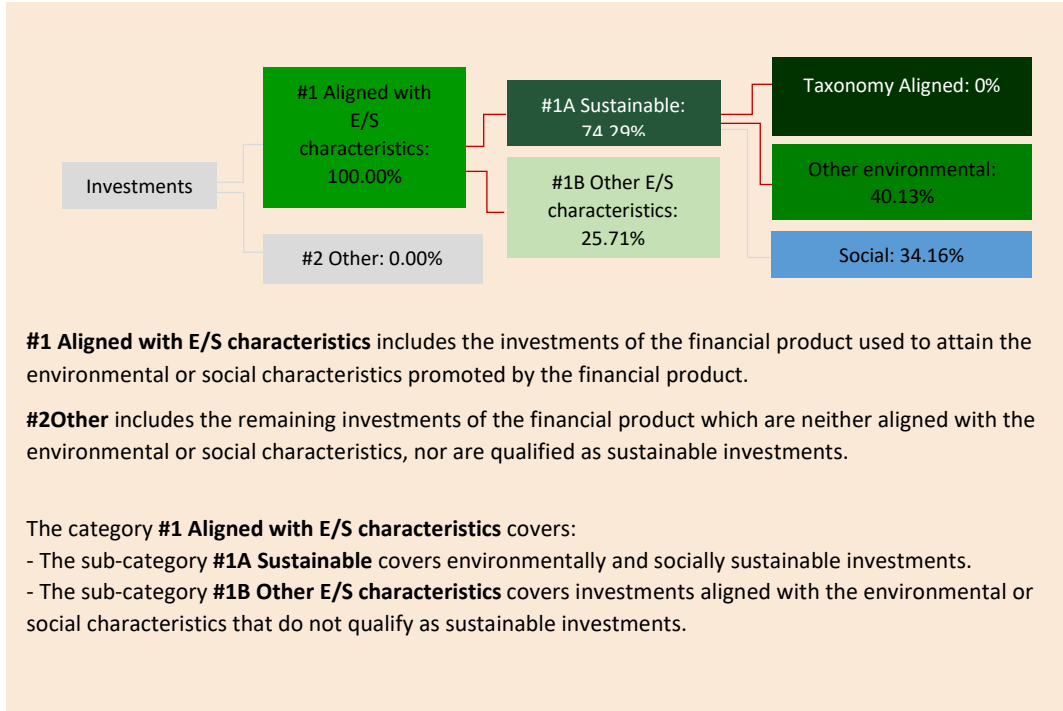 Investments
#1 Aligned with
E/S
characteristics:
100.00%
#2 Other: 0.00%
#1A Sustainable:
74.29%
#1B Other E/S
characteristics:
25.71%
Taxonomy Aligned: 0%
Other environmental:
40.13%
Social: 34.16%
#1 Aligned with E/S characteristics includes the investments of the financial product used to attain the
environmental or social characteristics promoted by the financial product.
#2Other includes the remaining investments of the financial product which are neither aligned with the
environmental or social characteristics, nor are qualified as sustainable investments.
The category #1 Aligned with E/S characteristics covers:
- The sub-category #1A Sustainable covers environmentally and socially sustainable investments.
- The sub-category #1B Other E/S characteristics covers investments aligned with the environmental or
social characteristics that do not qualify as sustainable investments.